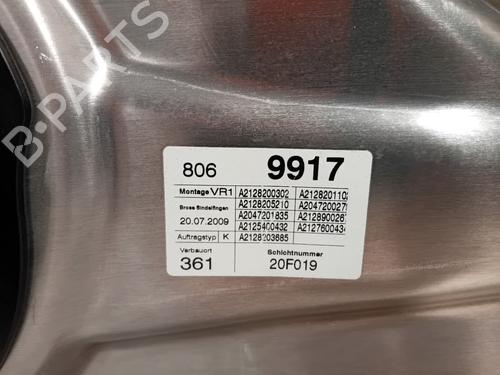 B-PARTS
806 9917
Montage VR1 A2128200302 A212820110
Brose Sindelfingen A2128205210 A204720027
20.07.2009 A2047201835 A212890026
A2125400432 A212760043
Auftragstyp K A2128203685
Verbauort Schichtnummer
361 20F019